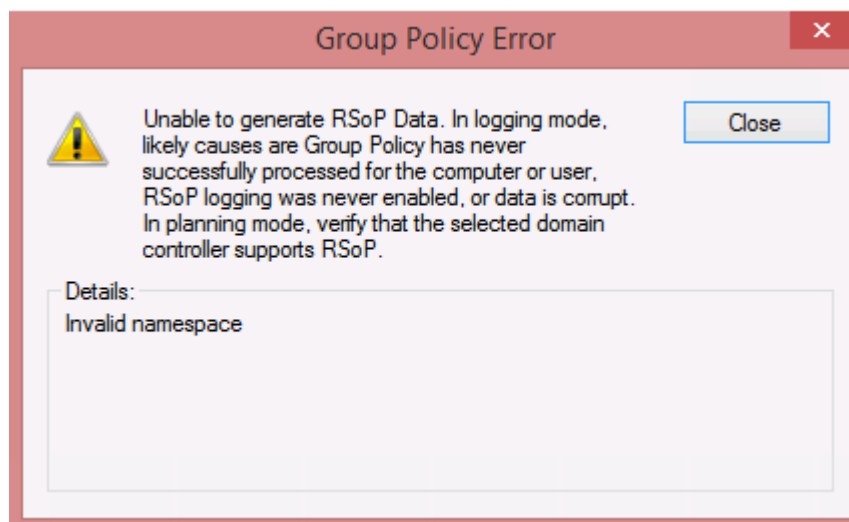 Group Policy Error
Unable to generate RSoP Data. In logging mode,
likely causes are Group Policy has never
successfully processed for the computer or user,
RSoP logging was never enabled, or data is corrupt.
In planning mode, verify that the selected domain
controller supports RSoP.
Close
Details:
Invalid namespace